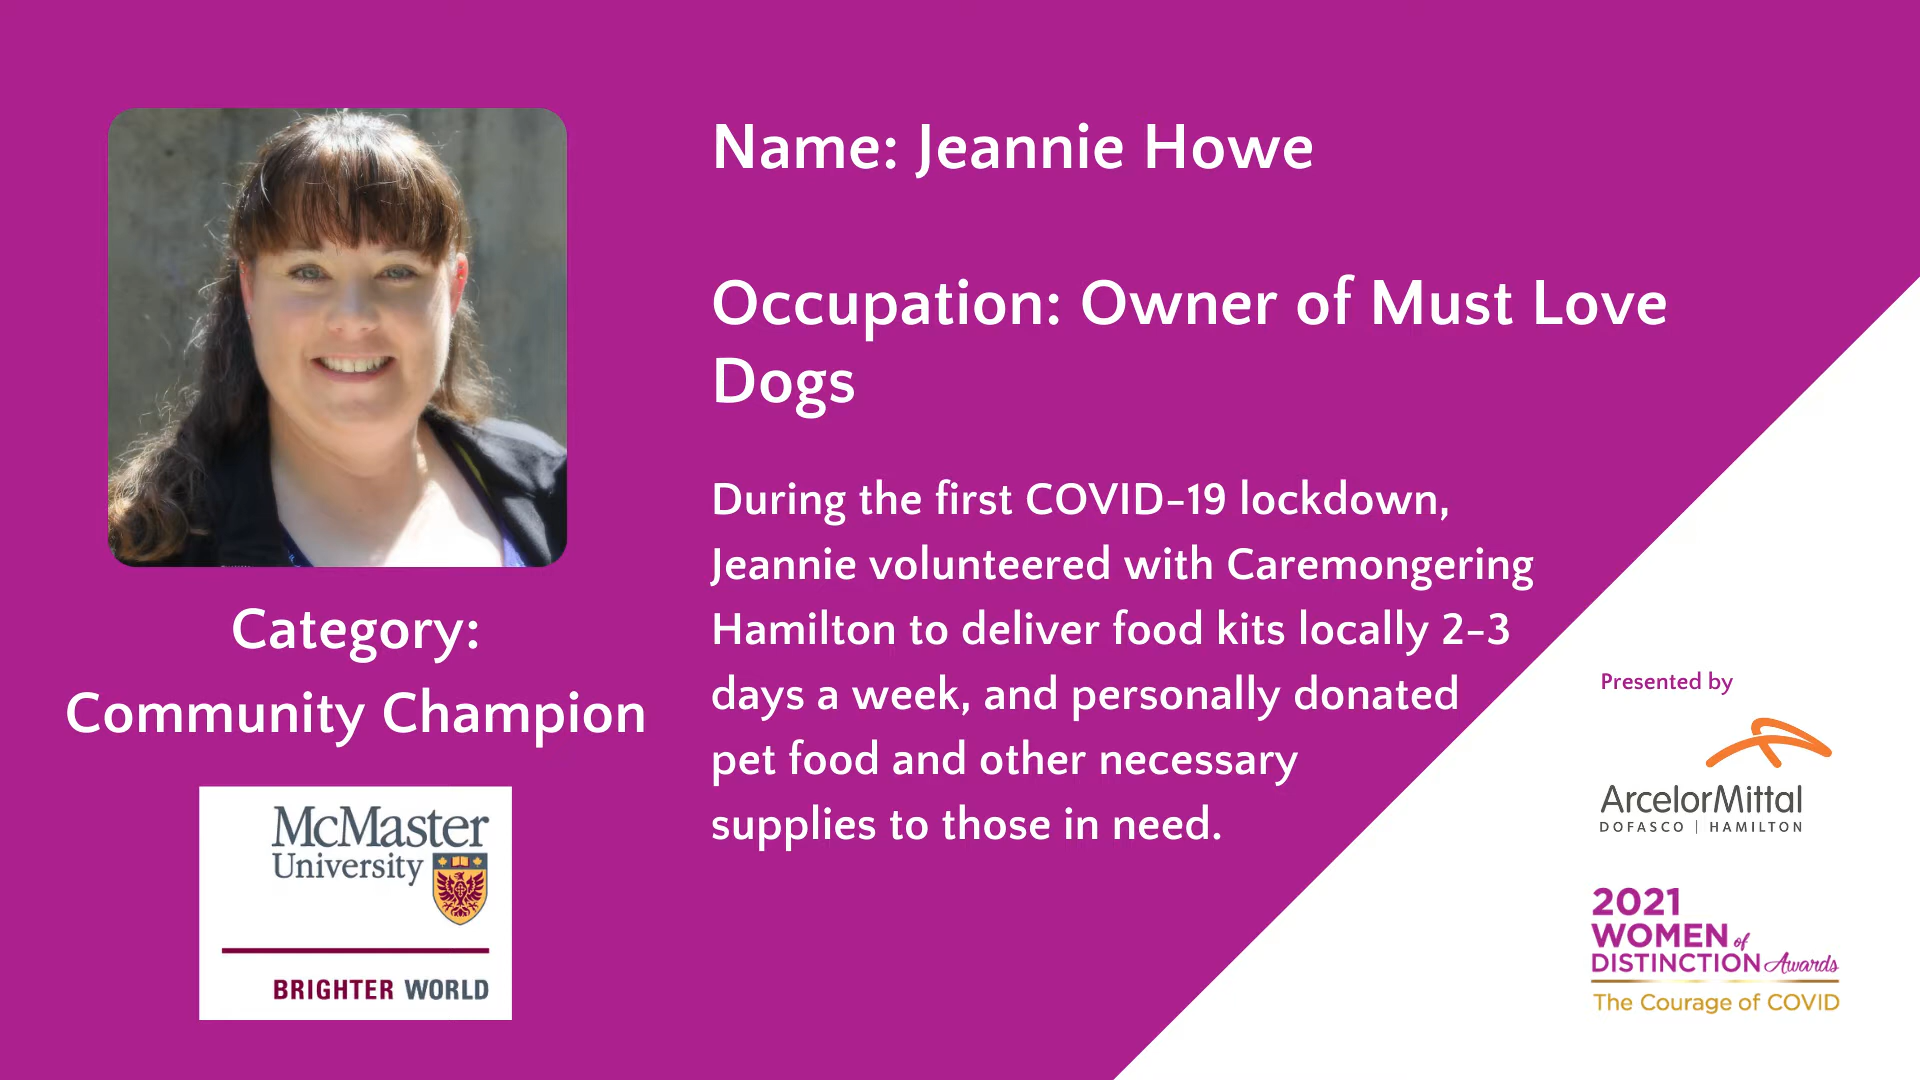 Name: Jeannie Howe
Occupation: Owner of Must Love
Dogs
During the first COVID-19 lockdown,
Jeannie volunteered with Caremongering
Hamilton to deliver food kits locally 2-3
days a week, and personally donated
pet food and other necessary
supplies to those in need.
Category:
Community Champion
McMaster
University
BRIGHTER WORLD
Presented by
ArcelorMittal
DOFASCO | HAMILTON
2021
WOMEN of
DISTINCTION Awards
The Courage of COVID